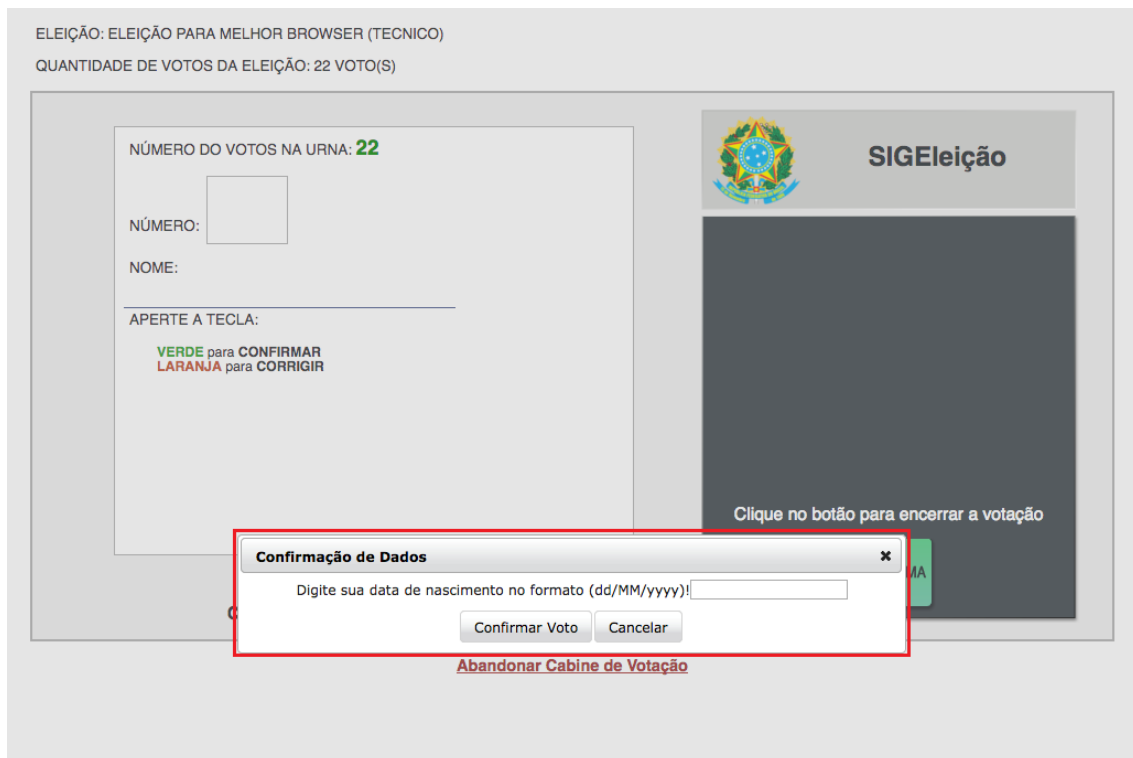 ELEIÇÃO: ELEIÇÃO PARA MELHOR BROWSER (TECNICO)
QUANTIDADE DE VOTOS DA ELEIÇÃO: 22 VOTO(S)
NÚMERO DO VOTOS NA URNA: 22
NÚMERO:
NOME:
APERTE A TECLA:
VERDE para CONFIRMAR
LARANJA para CORRIGIR
SIGEleição
Clique no botão para encerrar a votação
MA
Confirmação de Dados
Digite sua data de nascimento no formato (dd/MM/yyyy)!
Confirmar Voto Cancelar
Abandonar Cabine de Votação